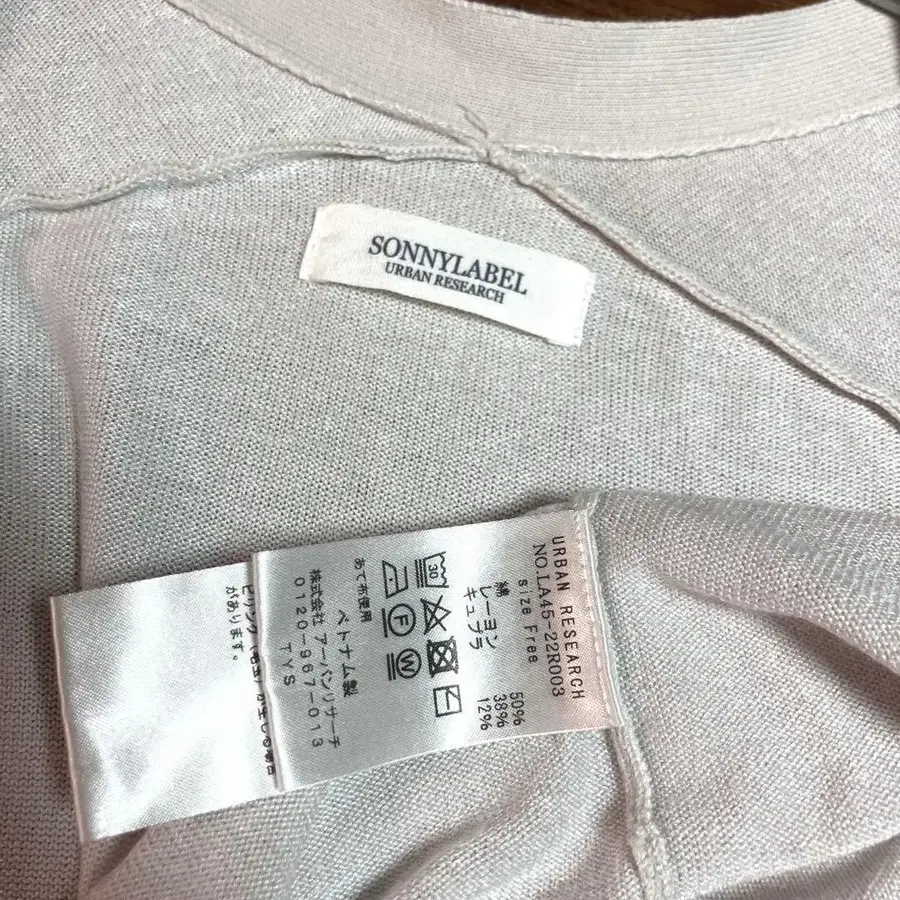 SONNYLABEL
URBAN RESEARCH
URBAN RESEARCH
NO.LA45-22R003
size Free
綿 50%
レーヨン 38%
キュプラ 12%
30
F
W
あて布使用
ベトナム製
株式会社 アーバンリサーチ
0120-967-013
TYS
があります。